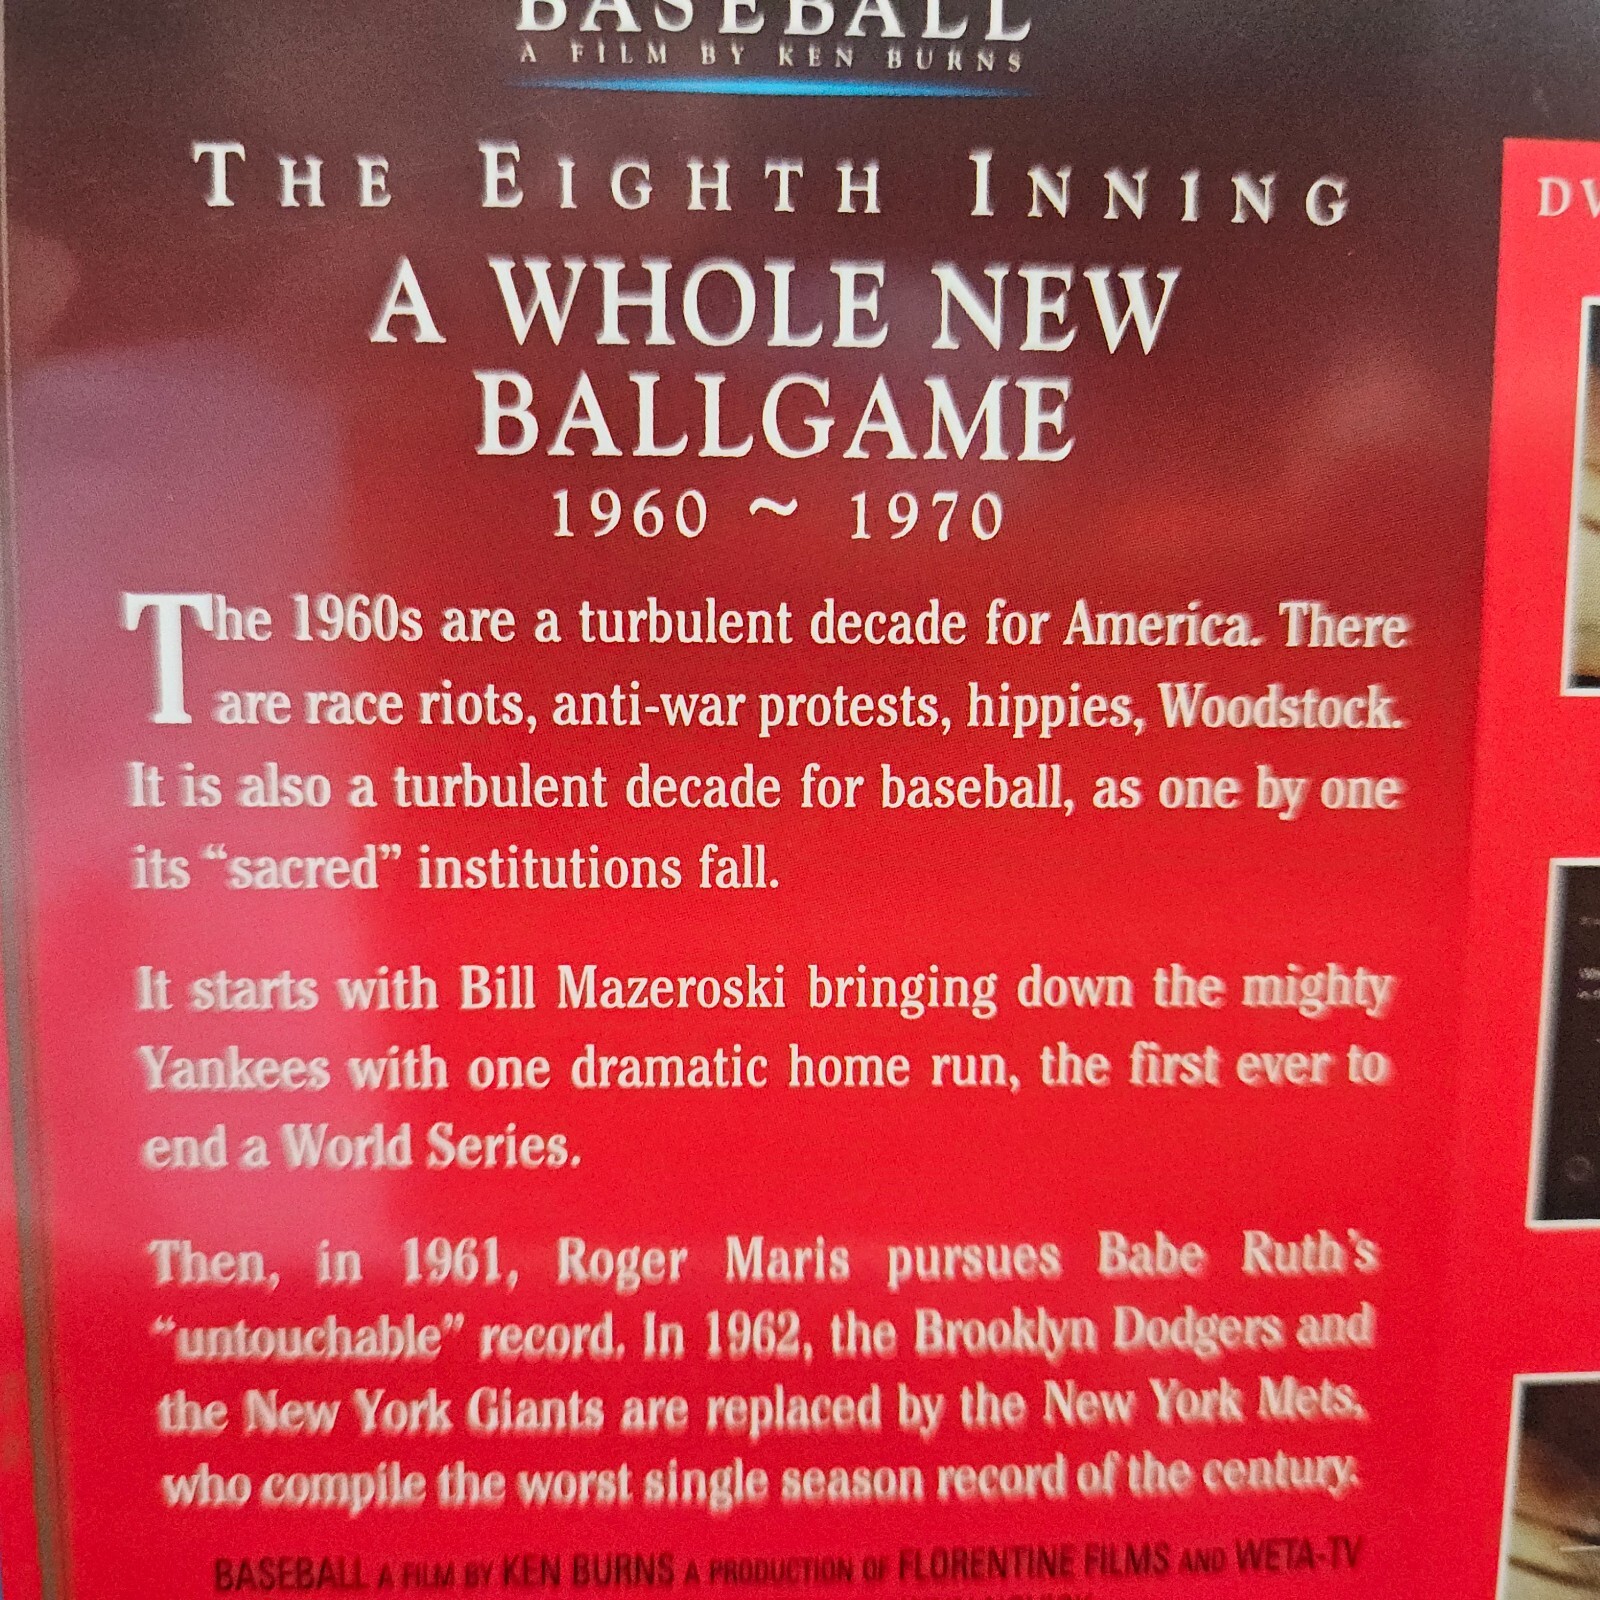 BASEBALL
A FILM BY KEN BURNS
THE EIGHTH INNING
A WHOLE NEW
BALLGAME
1960 ~ 1970
The 1960s are a turbulent decade for America. There
are race riots, anti-war protests, hippies, Woodstock.
It is also a turbulent decade for baseball, as one by one
its “sacred” institutions fall.
It starts with Bill Mazeroski bringing down the mighty
Yankees with one dramatic home run, the first ever to
end a World Series.
Then, in 1961, Roger Maris pursues Babe Ruth's
“untouchable” record. In 1962, the Brooklyn Dodgers and
the New York Giants are replaced by the New York Mets,
who compile the worst single season record of the century.
BASEBALL A FILM BY KEN BURNS A PRODUCTION OF FLORENTINE FILMS AND WETA-TV